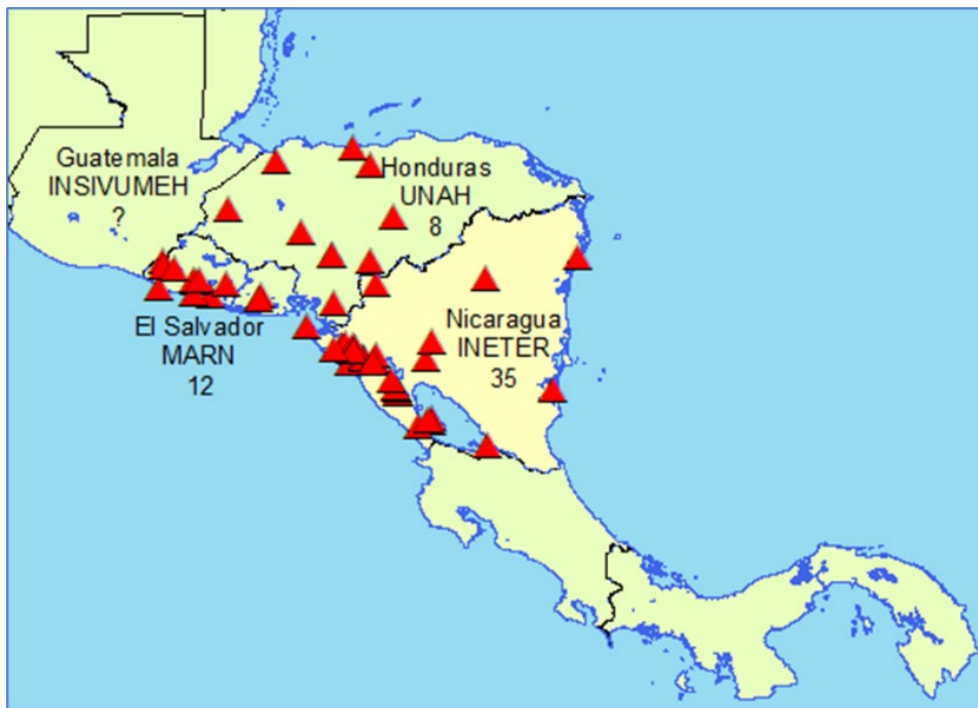 Guatemala
INSIVUMEH
?
Honduras
UNAH
8
El Salvador
MARN
12
Nicaragua
INETER
35